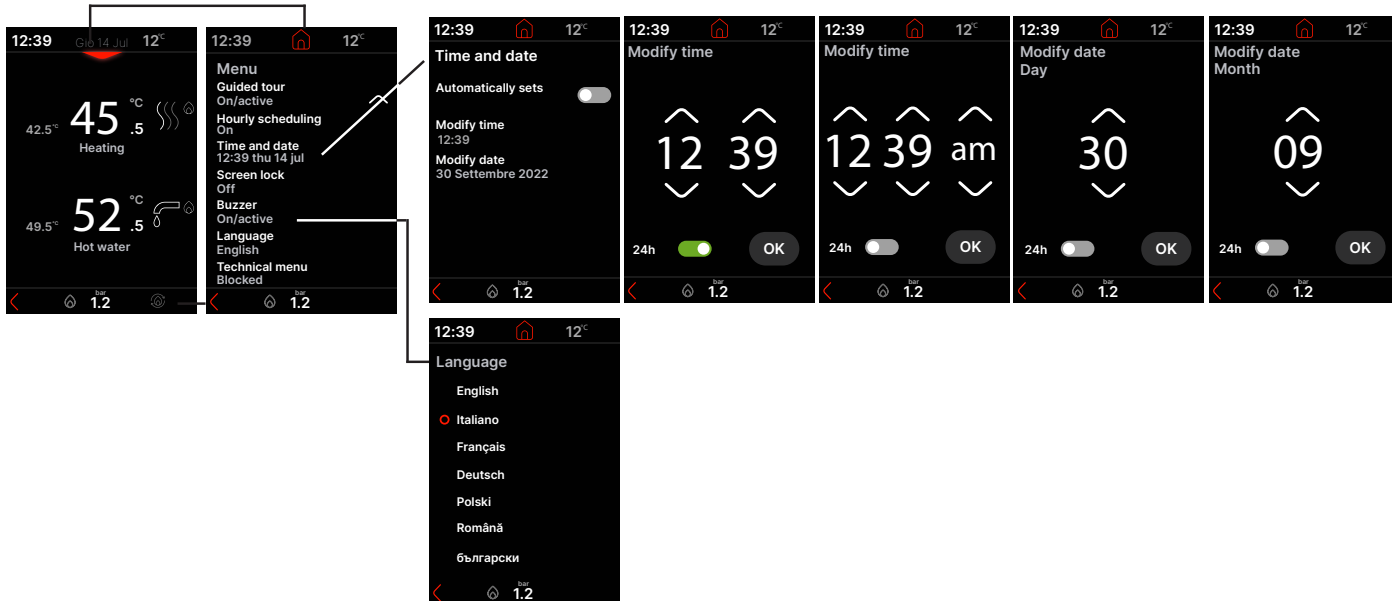 12:39 Gio 14 Jul 12°C
42.5°C 45 °C .5
Heating
49.5°C 52 °C .5
Hot water
bar
1.2
12:39 12°C
Menu
Guided tour
On/active
Hourly scheduling
On
Time and date
12:39 thu 14 jul
Screen lock
Off
Buzzer
On/active
Language
English
Technical menu
Blocked
bar
1.2
12:39 12°C
Time and date
Automatically sets
Modify time
12:39
Modify date
30 Settembre 2022
bar
1.2
12:39 12°C
Modify time
12 39
24h OK
bar
1.2
12:39 12°C
Modify time
12 39 am
24h OK
bar
1.2
12:39 12°C
Modify date
Day
30
24h OK
bar
1.2
12:39 12°C
Modify date
Month
09
24h OK
bar
1.2
12:39 12°C
Language
English
Italiano
Français
Deutsch
Polski
Română
български
bar
1.2